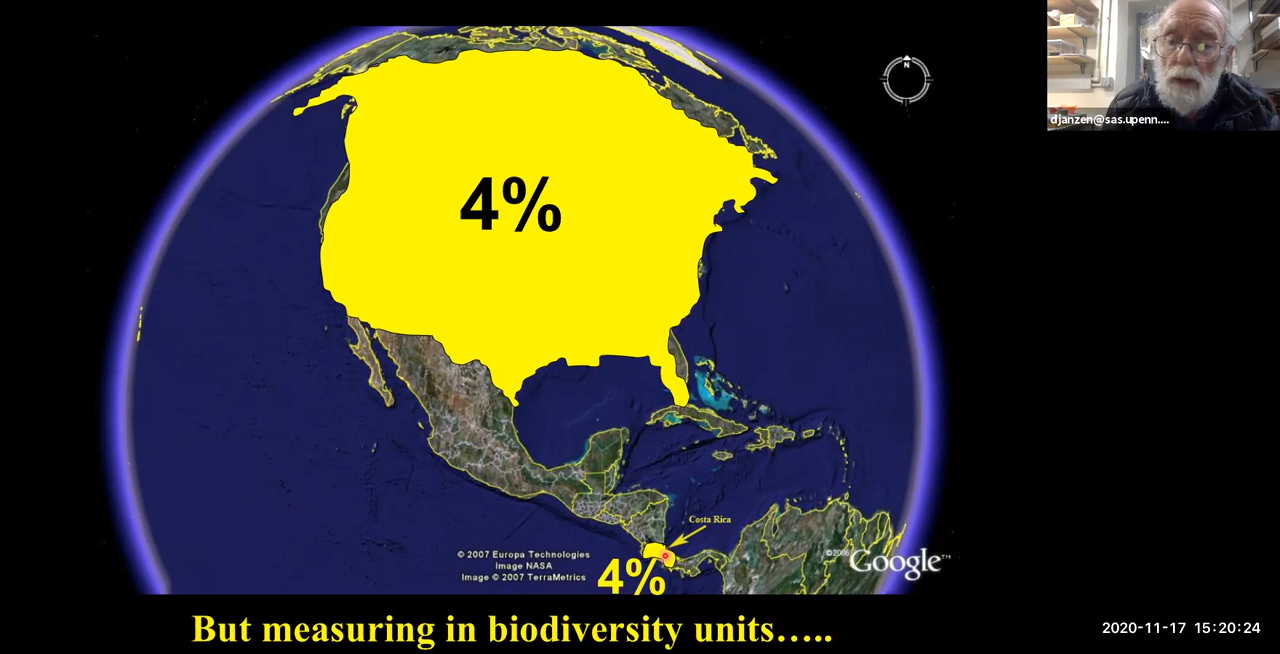 N
djanzen@sas.upenn....
4%
Costa Rica
© 2007 Europa Technologies
Image NASA
Image © 2007 TerraMetrics
4%
©2006 Google™
But measuring in biodiversity units…..
2020-11-17 15:20:24